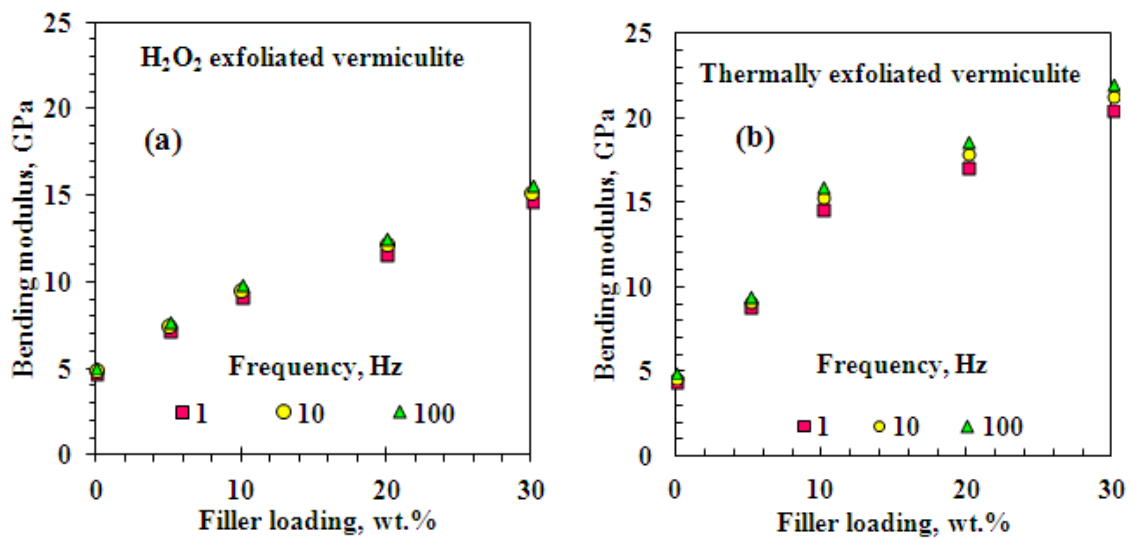 25
20
15
10
5
0
0
10
20
30
Bending modulus, GPa
H₂O₂ exfoliated vermiculite
(a)
Frequency, Hz
1 10 100
Filler loading, wt.%
25
20
15
10
5
0
0
10
20
30
Bending modulus, GPa
Thermally exfoliated vermiculite
(b)
Frequency, Hz
1 10 100
Filler loading, wt.%